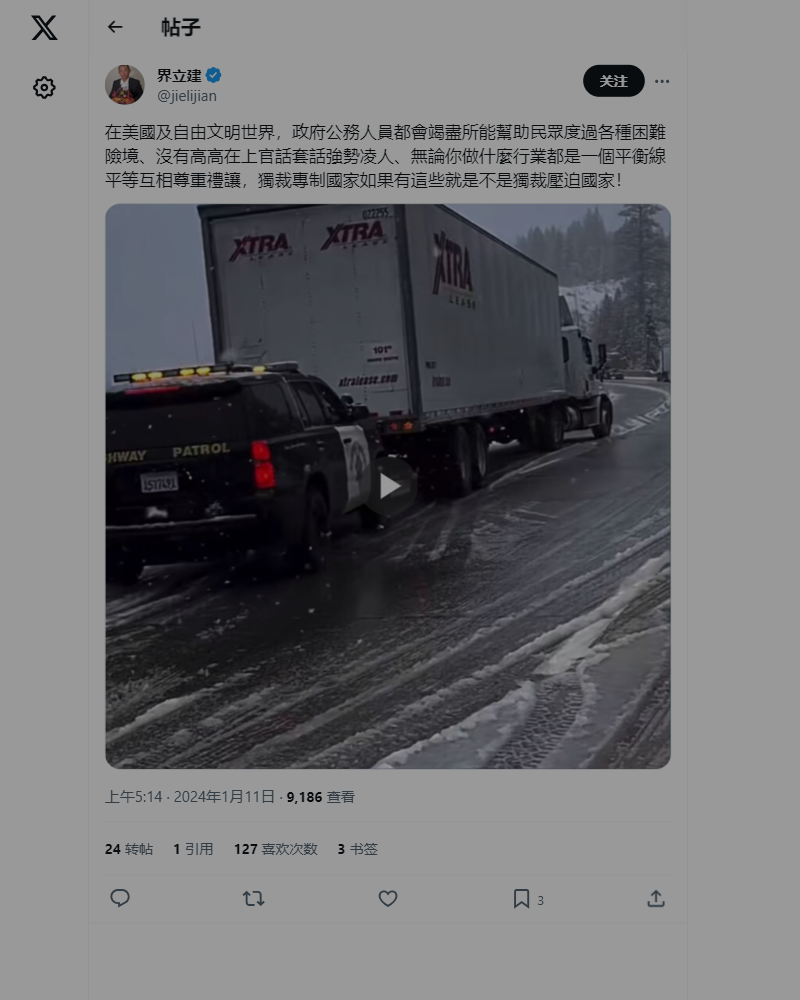 帖子
界立建
@jielijian
关注
在美國及自由文明世界，政府公務人員都會竭盡所能幫助民眾度過各種困難
險境、沒有高高在上官話套話強勢凌人、無論你做什麼行業都是一個平衡線
平等互相尊重禮讓，獨裁專制國家如果有這些就是不是獨裁壓迫國家！
XTRA
LEASE
XTRA
LEASE
XTRA
LEASE
101"
xtralease.com
HWAY PATROL
上午5:14 · 2024年1月11日 · 9,186 查看
24 转帖 1 引用 127 喜欢次数 3 书签
3